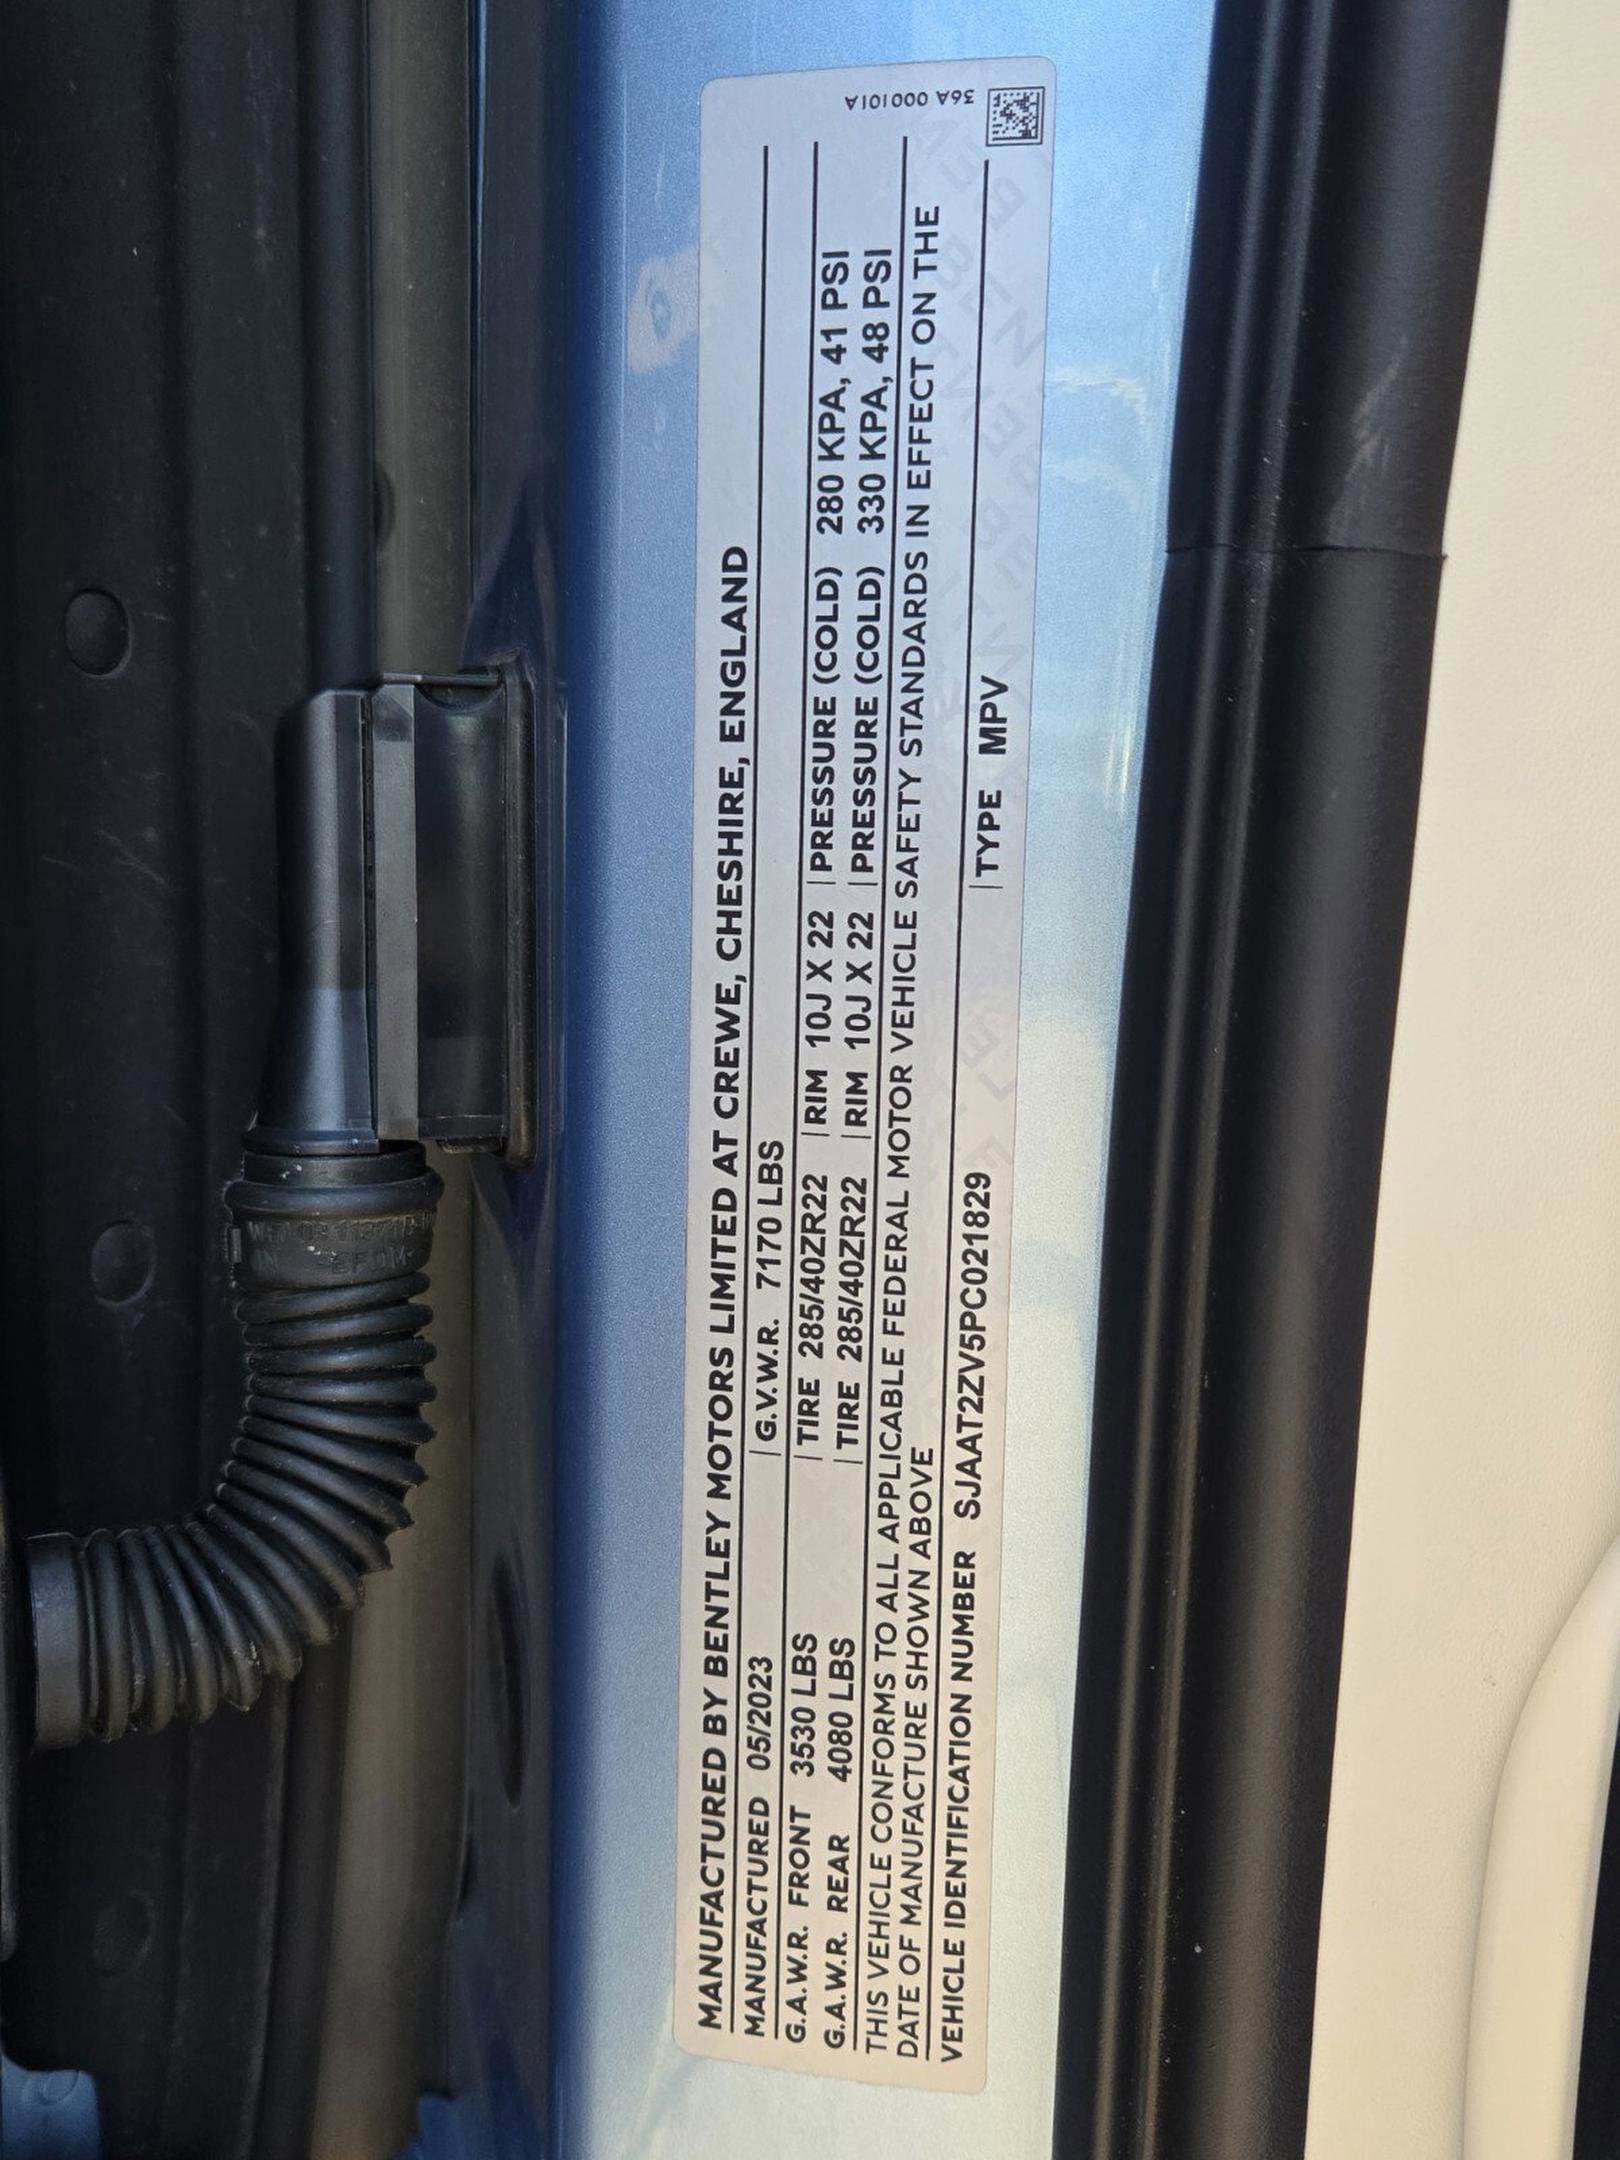 MANUFACTURED BY BENTLEY MOTORS LIMITED AT CREWE, CHESHIRE, ENGLAND
MANUFACTURED 05/2023 G.V.W.R. 7170 LBS
G.A.W.R. FRONT 3530 LBS TIRE 285/40ZR22 RIM 10J X 22 PRESSURE (COLD) 280 KPA, 41 PSI
G.A.W.R. REAR 4080 LBS TIRE 285/40ZR22 RIM 10J X 22 PRESSURE (COLD) 330 KPA, 48 PSI
THIS VEHICLE CONFORMS TO ALL APPLICABLE FEDERAL MOTOR VEHICLE SAFETY STANDARDS IN EFFECT ON THE
DATE OF MANUFACTURE SHOWN ABOVE
VEHICLE IDENTIFICATION NUMBER SJAAT2ZV5PC021829 TYPE MPV
36A 000101A